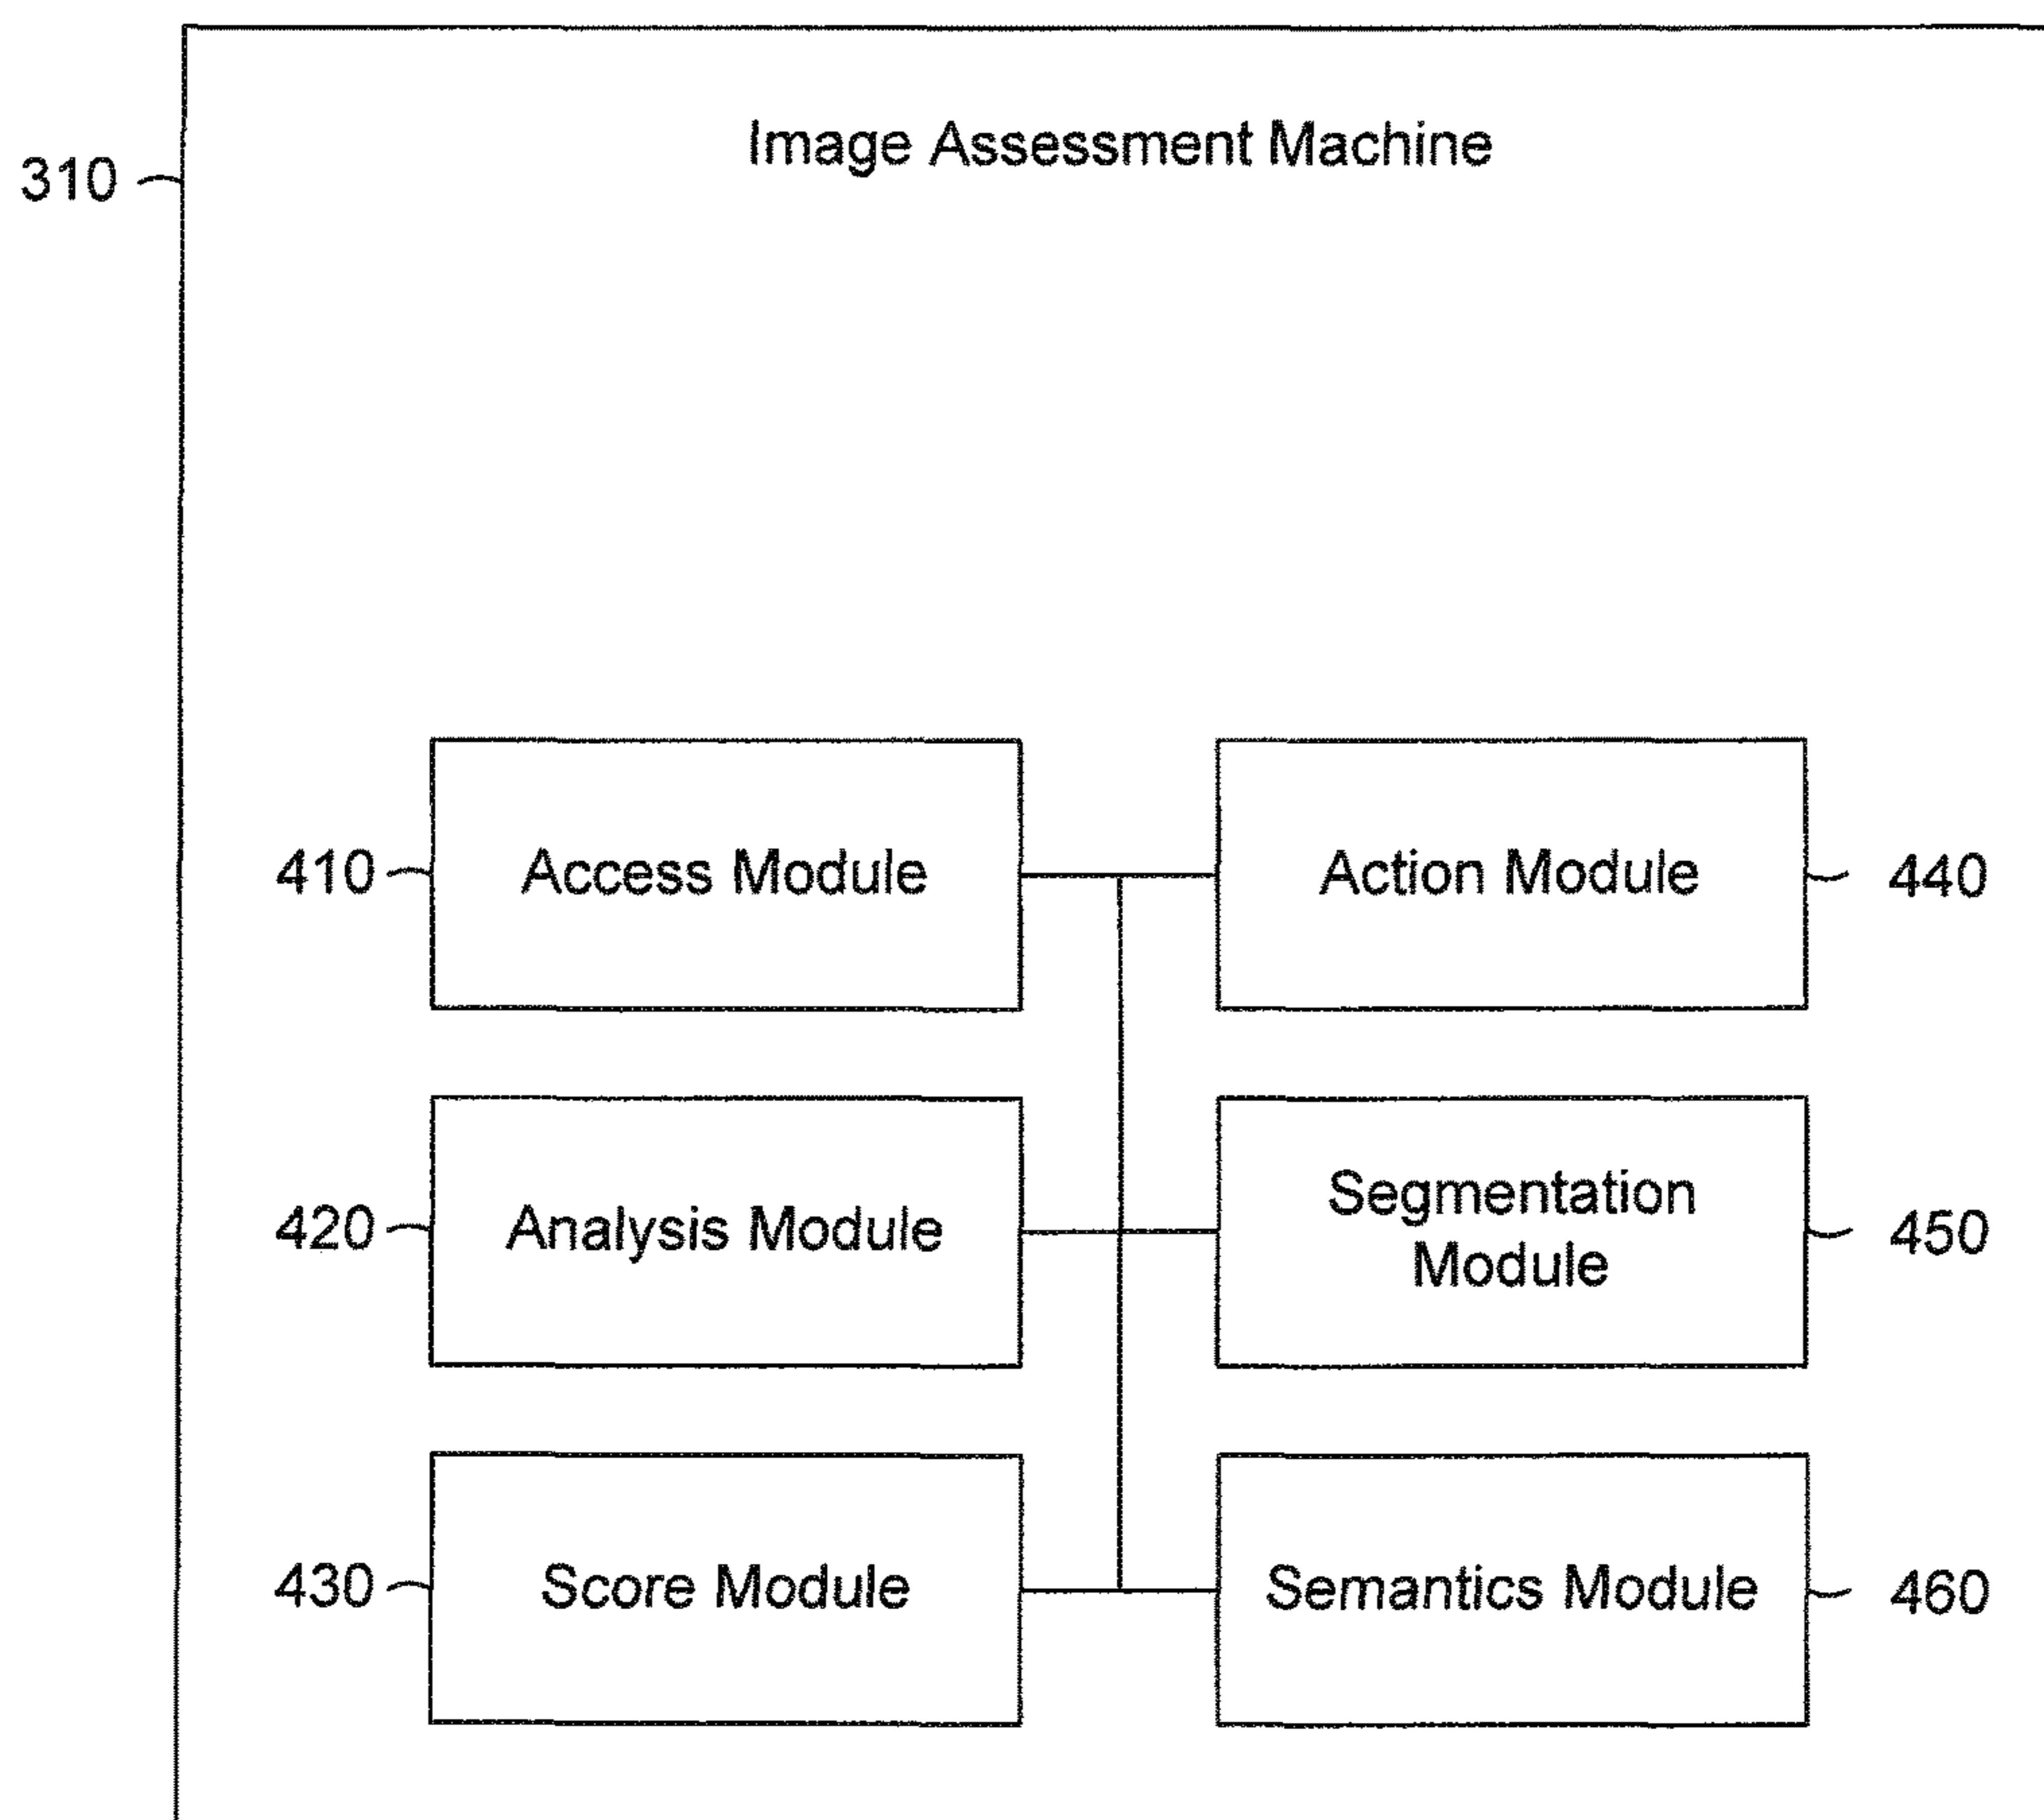 Image Assessment Machine
310
410
Access Module
Action Module
440
420
Analysis Module
Segmentation
Module
450
430
Score Module
Semantics Module
460